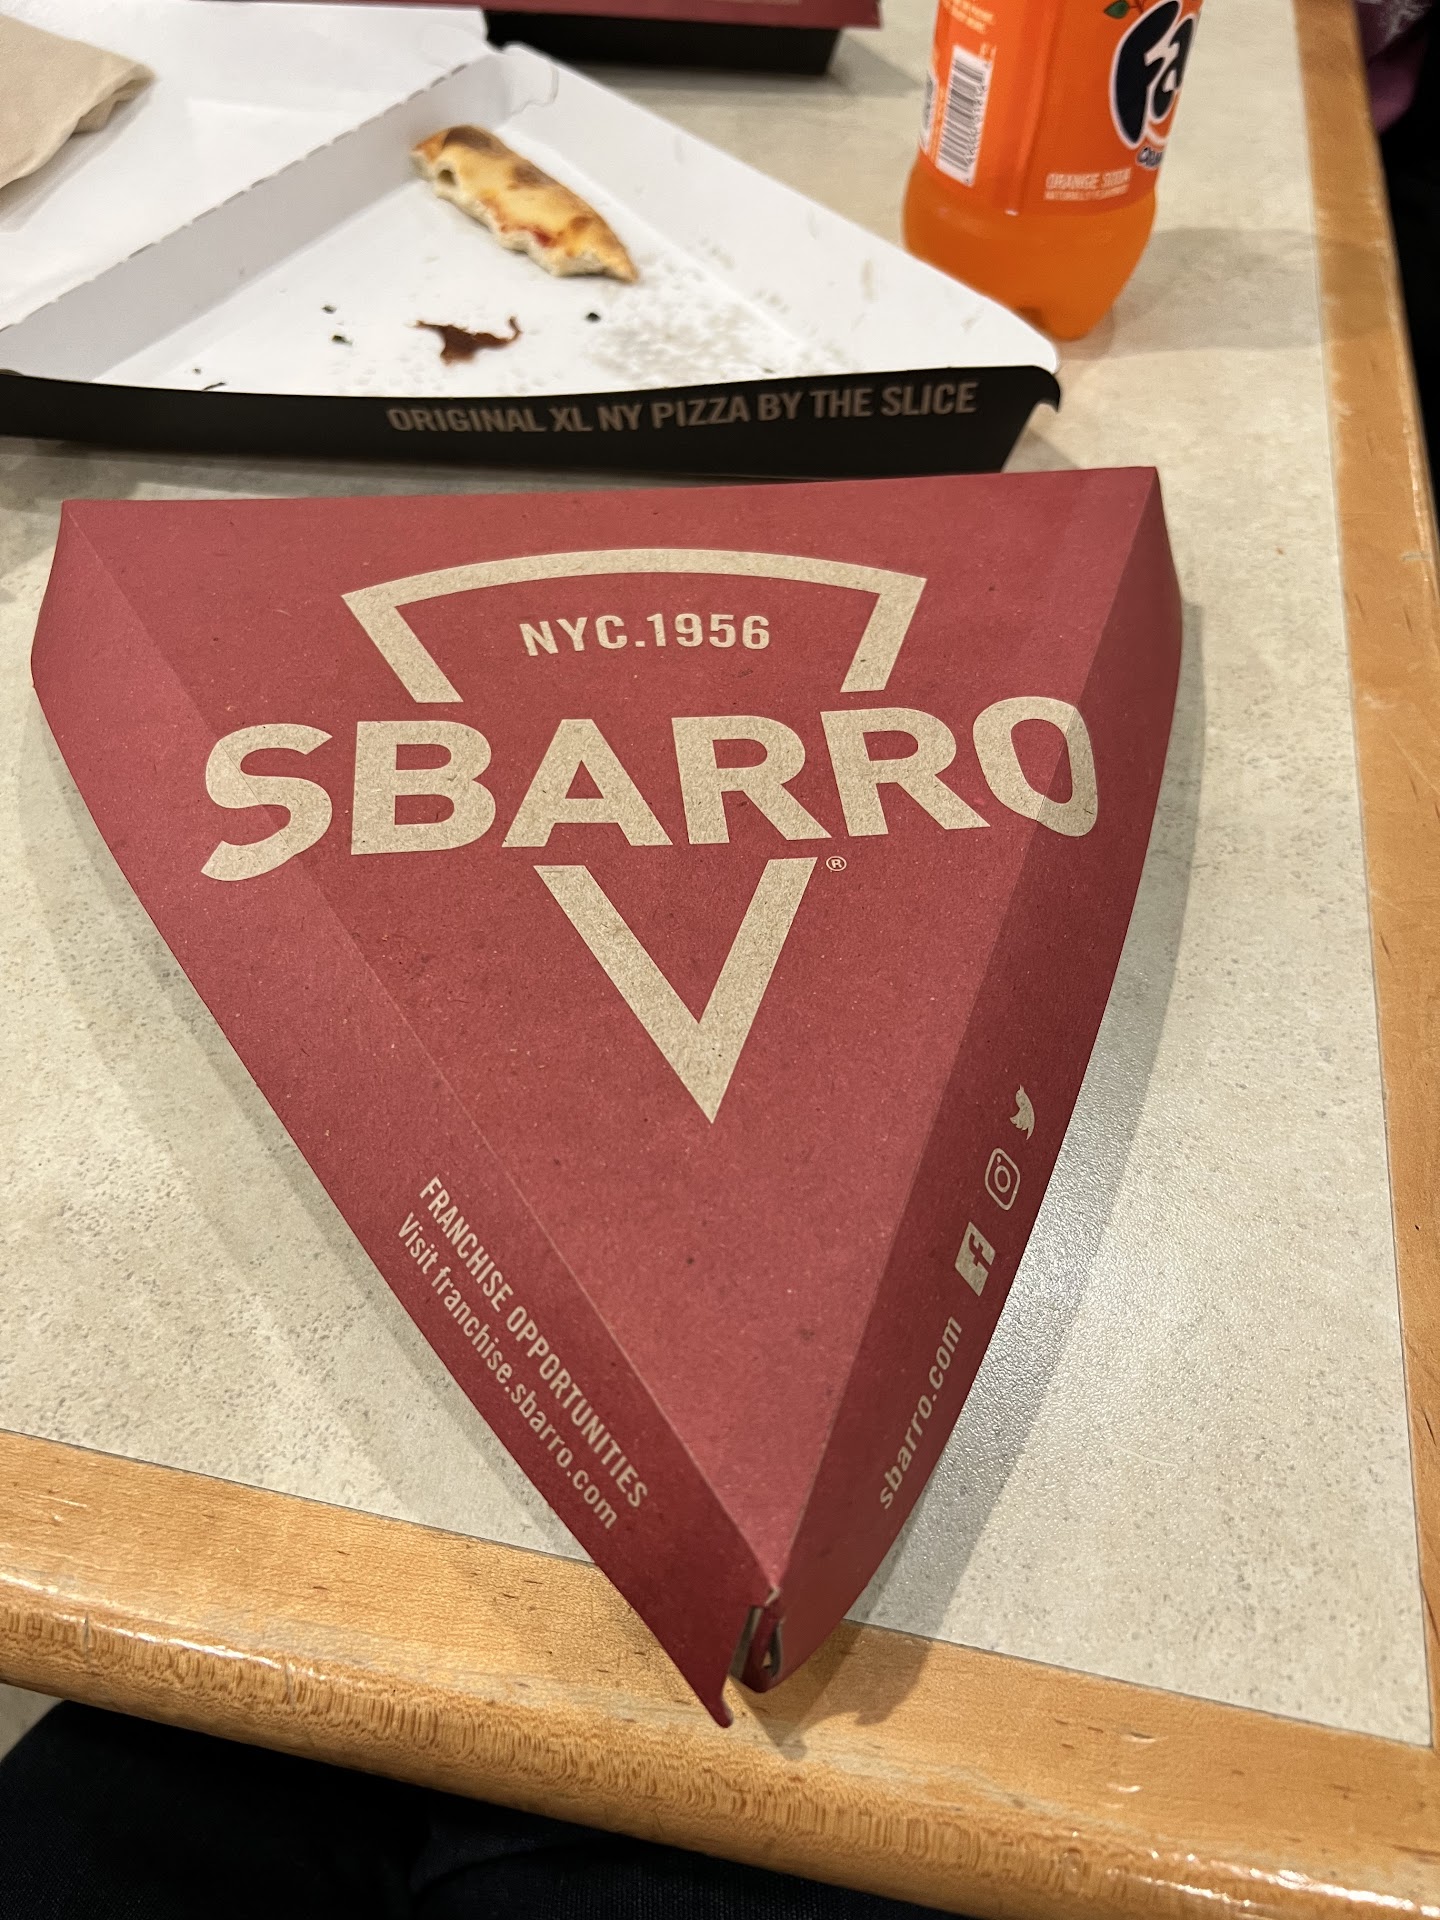 Fa
ORANGE SODA
ORIGINAL XL NY PIZZA BY THE SLICE
NYC.1956
SBARRO
®
FRANCHISE OPPORTUNITIES
Visit franchise.sbarro.com
sbarro.com